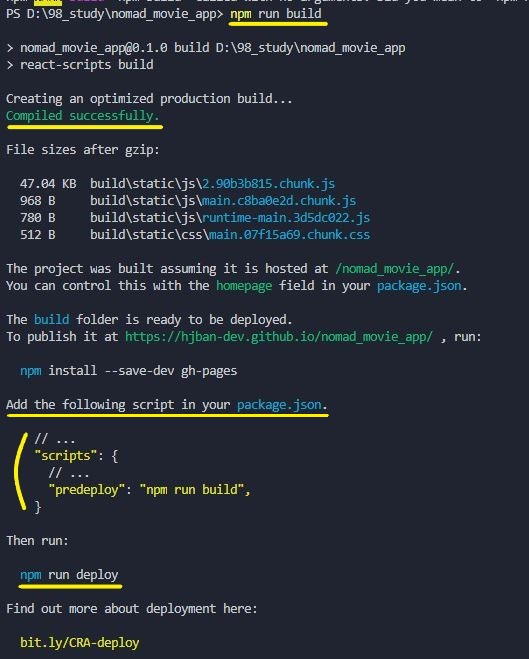 PS D:\98_study\nomad_movie_app> npm run build
> nomad_movie_app@0.1.0 build D:\98_study\nomad_movie_app
> react-scripts build
Creating an optimized production build...
Compiled successfully.
File sizes after gzip:
47.04 KB  build\static\js\2.90b3b815.chunk.js
968 B     build\static\js\main.c8ba0e2d.chunk.js
780 B     build\static\js\runtime-main.3d5dc022.js
512 B     build\static\css\main.07f15a69.chunk.css
The project was built assuming it is hosted at /nomad_movie_app/.
You can control this with the homepage field in your package.json.
The build folder is ready to be deployed.
To publish it at https://hjban-dev.github.io/nomad_movie_app/ , run:
npm install --save-dev gh-pages
Add the following script in your package.json.
// ...
"scripts": {
// ...
"predeploy": "npm run build",
}
Then run:
npm run deploy
Find out more about deployment here:
bit.ly/CRA-deploy